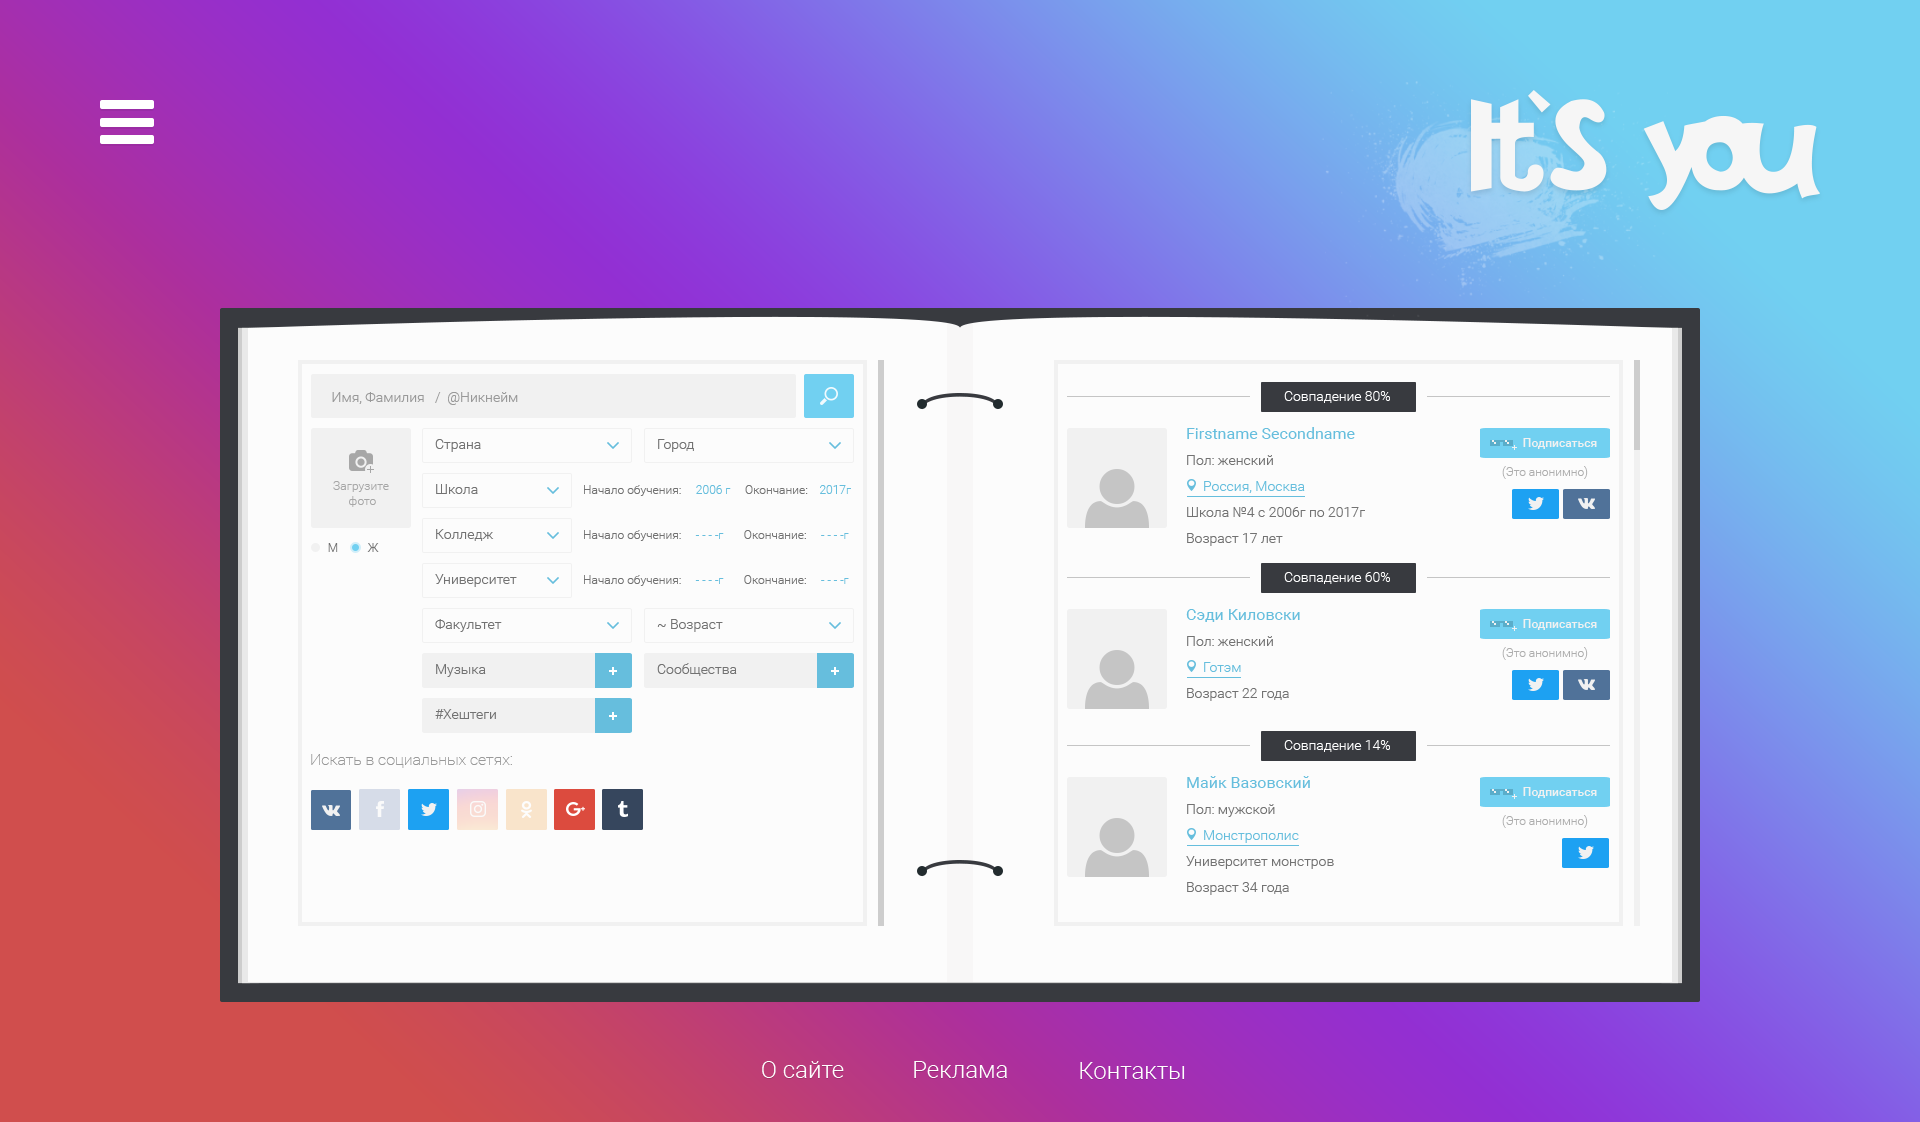 It`s you
Имя, Фамилия / @Никнейм
Загрузите
фото
М Ж
Страна Город
Школа Начало обучения: 2006 г Окончание: 2017г
Колледж Начало обучения: - - - -г Окончание: - - - -г
Университет Начало обучения: - - - -г Окончание: - - - -г
Факультет ~ Возраст
Музыка + Сообщества +
#Хештеги +
Искать в социальных сетях:
Совпадение 80%
Firstname Secondname
Подписаться
Пол: женский
(Это анонимно)
Россия, Москва
Школа №4 с 2006г по 2017г
Возраст 17 лет
Совпадение 60%
Сэди Киловски
Подписаться
Пол: женский
(Это анонимно)
Готэм
Возраст 22 года
Совпадение 14%
Майк Вазовский
Подписаться
Пол: мужской
(Это анонимно)
Монстрополис
Университет монстров
Возраст 34 года
О сайте Реклама Контакты